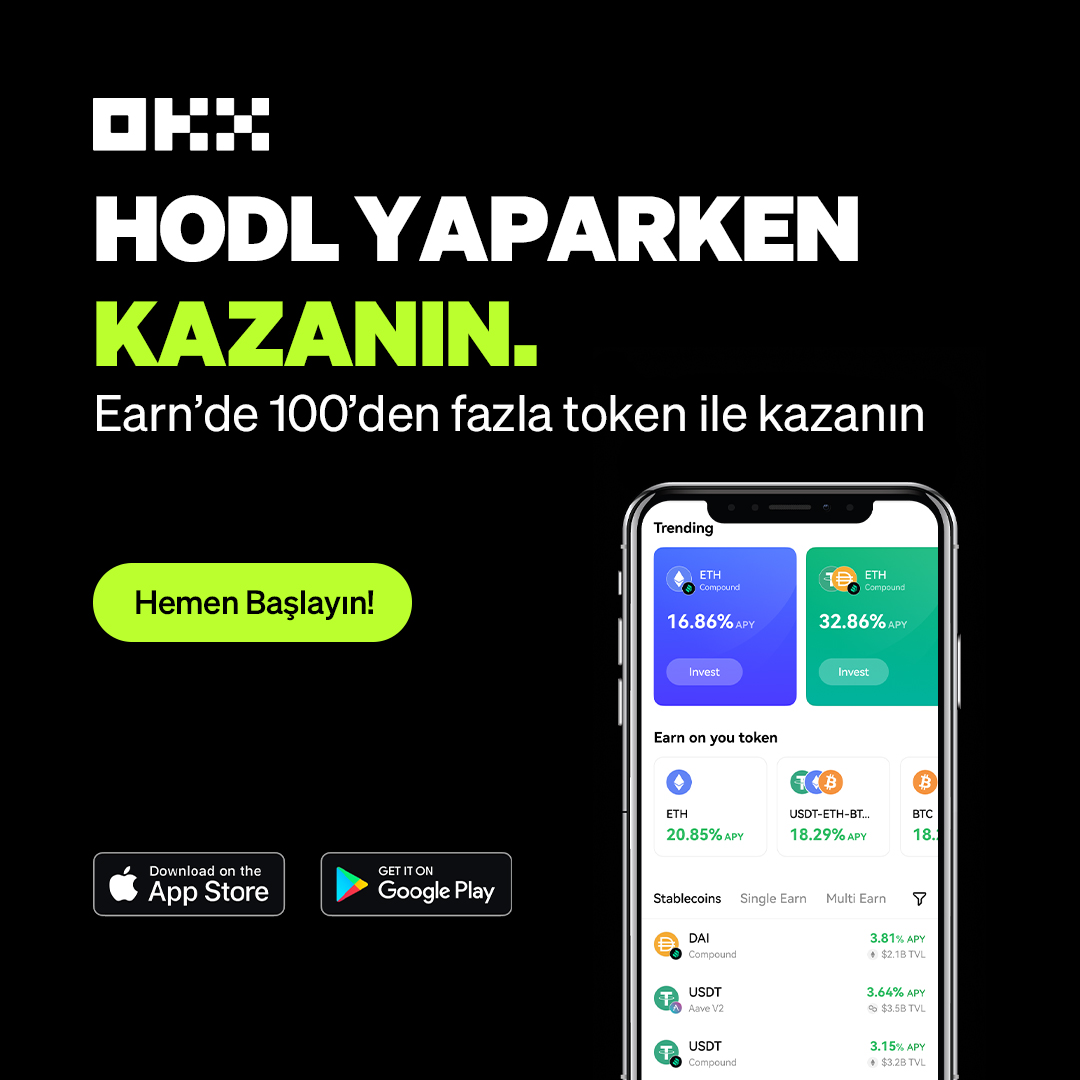 OKX
HODL YAPARKEN
KAZANIN.
Earn’de 100’den fazla token ile kazanın
Hemen Başlayın!
Download on the
App Store
GET IT ON
Google Play
Trending
ETH
Compound
16.86% APY
Invest
ETH
Compound
32.86% APY
Invest
Earn on you token
ETH
20.85% APY
USDT-ETH-BT...
18.29% APY
BTC
18.
Stablecoins Single Earn Multi Earn
DAI 3.81% APY
Compound $2.1B TVL
USDT 3.64% APY
Aave V2 $3.5B TVL
USDT 3.15% APY
Compound $3.2B TVL